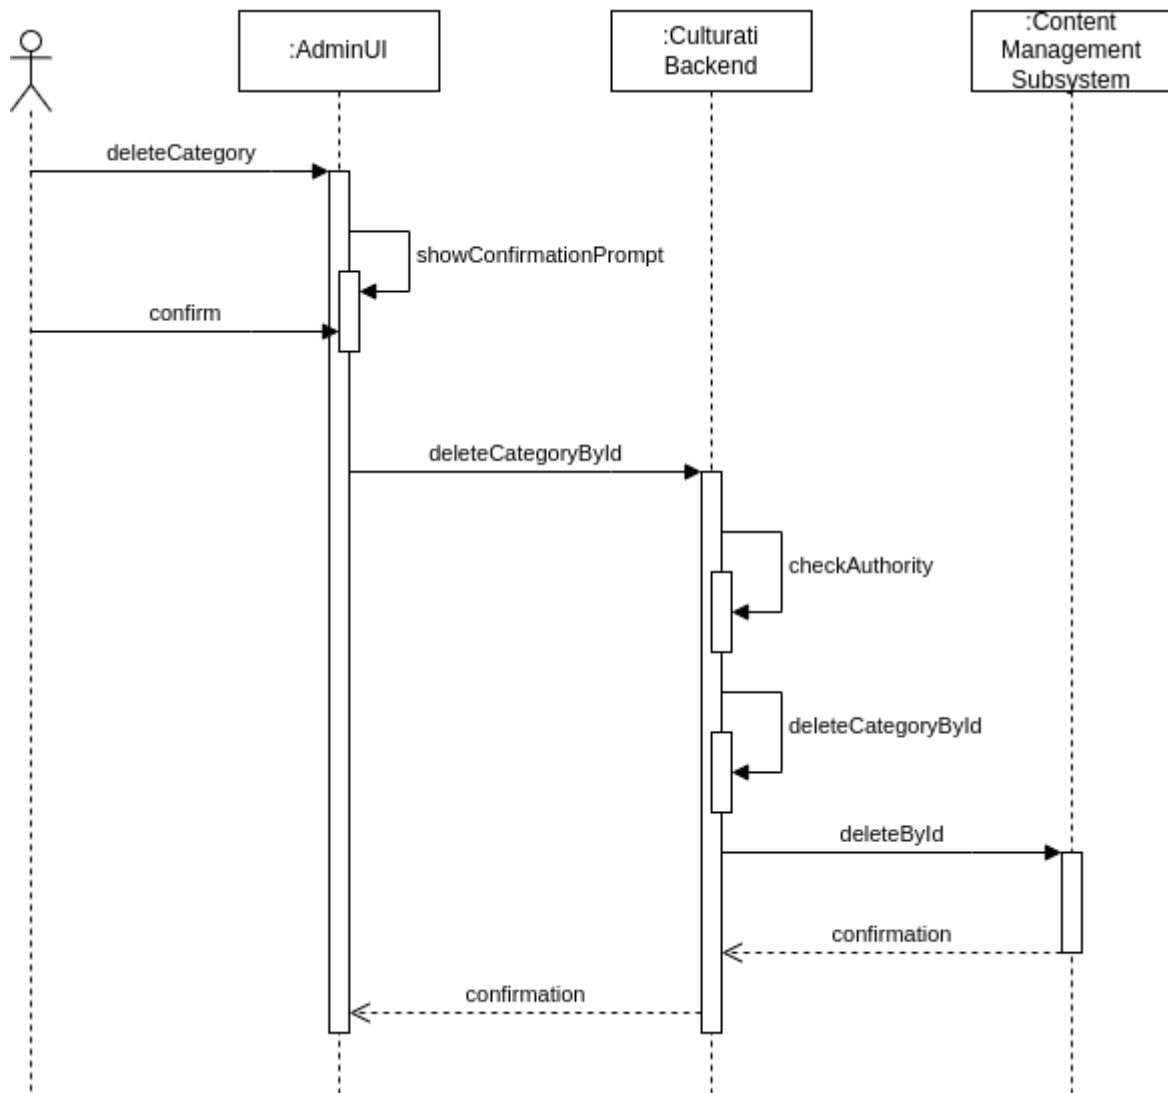 :AdminUI
:Culturati
Backend
:Content
Management
Subsystem
deleteCategory
showConfirmationPrompt
confirm
deleteCategoryById
checkAuthority
deleteCategoryById
deleteById
confirmation
confirmation